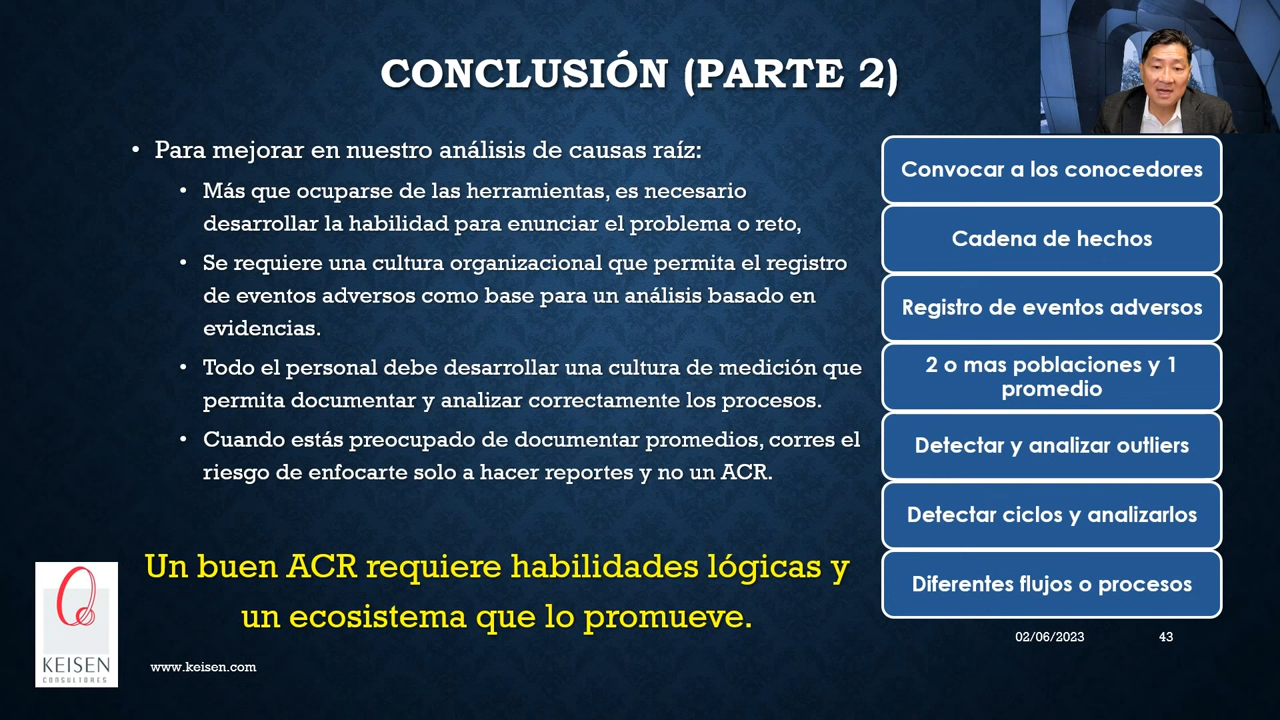 CONCLUSIÓN (PARTE 2)
• Para mejorar en nuestro análisis de causas raíz:
• Más que ocuparse de las herramientas, es necesario
desarrollar la habilidad para enunciar el problema o reto,
• Se requiere una cultura organizacional que permita el registro
de eventos adversos como base para un análisis basado en
evidencias.
• Todo el personal debe desarrollar una cultura de medición que
permita documentar y analizar correctamente los procesos.
• Cuando estás preocupado de documentar promedios, corres el
riesgo de enfocarte solo a hacer reportes y no un ACR.
Un buen ACR requiere habilidades lógicas y
un ecosistema que lo promueve.
Convocar a los conocedores
Cadena de hechos
Registro de eventos adversos
2 o mas poblaciones y 1
promedio
Detectar y analizar outliers
Detectar ciclos y analizarlos
Diferentes flujos o procesos
02/06/2023
43
KEISEN
CONSULTORES
www.keisen.com